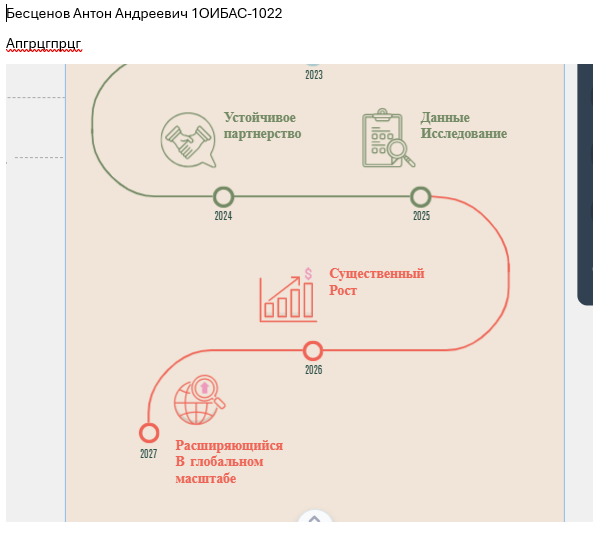 Бесценов Антон Андреевич 1ОИБАС-1022
Апгрцгпрцг
2023
Устойчивое
партнерство
Данные
Исследование
2024
2025
$
Существенный
Рост
2026
2027
Расширяющийся
В глобальном
масштабе